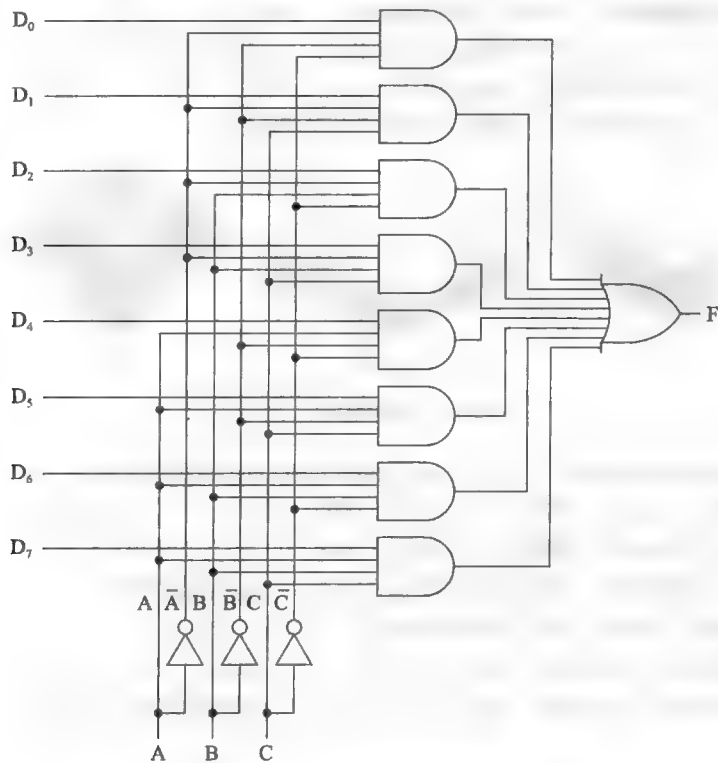 D₀
D₁
D₂
D₃
D₄
D₅
D₆
D₇
F
A Ā B B̄ C C̄
A B C